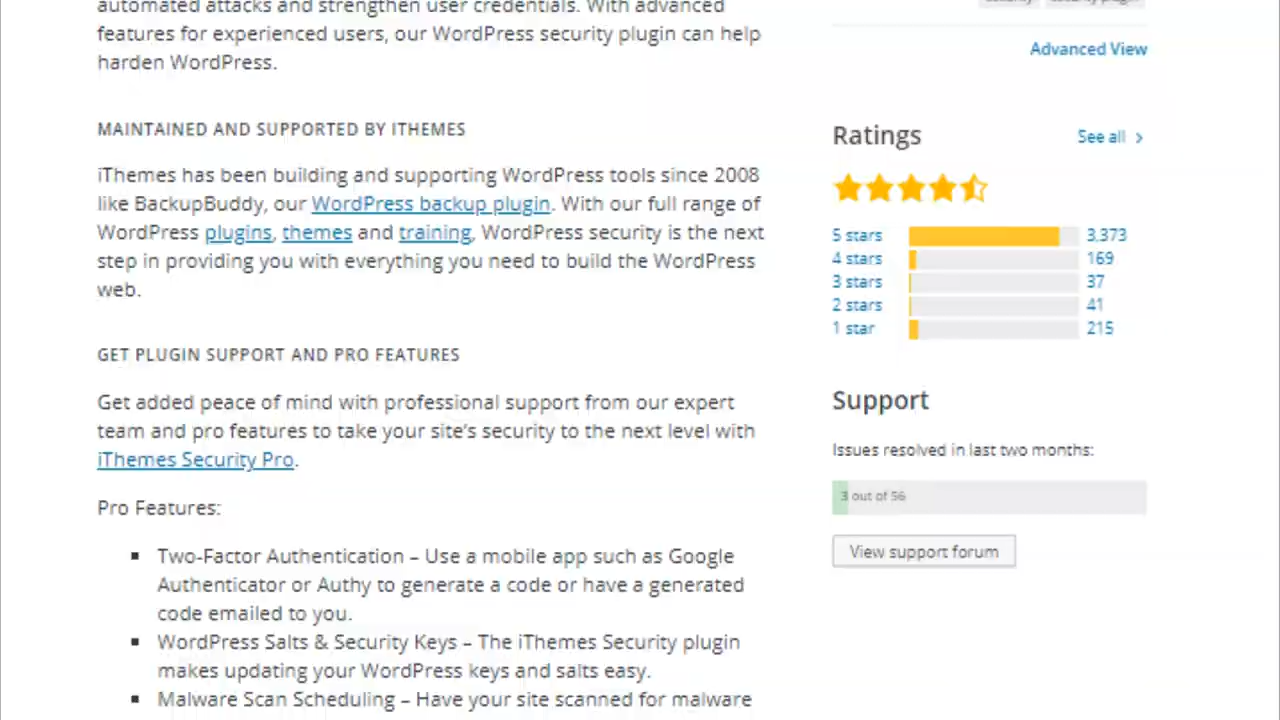 automated attacks and strengthen user credentials. With advanced
features for experienced users, our WordPress security plugin can help
harden WordPress.
MAINTAINED AND SUPPORTED BY ITHEMES
iThemes has been building and supporting WordPress tools since 2008
like BackupBuddy, our WordPress backup plugin. With our full range of
WordPress plugins, themes and training, WordPress security is the next
step in providing you with everything you need to build the WordPress
web.
GET PLUGIN SUPPORT AND PRO FEATURES
Get added peace of mind with professional support from our expert
team and pro features to take your site's security to the next level with
iThemes Security Pro.
Pro Features:
▪ Two-Factor Authentication – Use a mobile app such as Google
Authenticator or Authy to generate a code or have a generated
code emailed to you.
▪ WordPress Salts & Security Keys – The iThemes Security plugin
makes updating your WordPress keys and salts easy.
▪ Malware Scan Scheduling – Have your site scanned for malware
security security plugin
Advanced View
Ratings See all >
5 stars 3,373
4 stars 169
3 stars 37
2 stars 41
1 star 215
Support
Issues resolved in last two months:
3 out of 56
View support forum